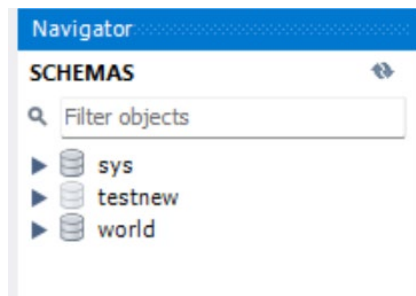 Navigator
SCHEMAS
Filter objects
sys
testnew
world